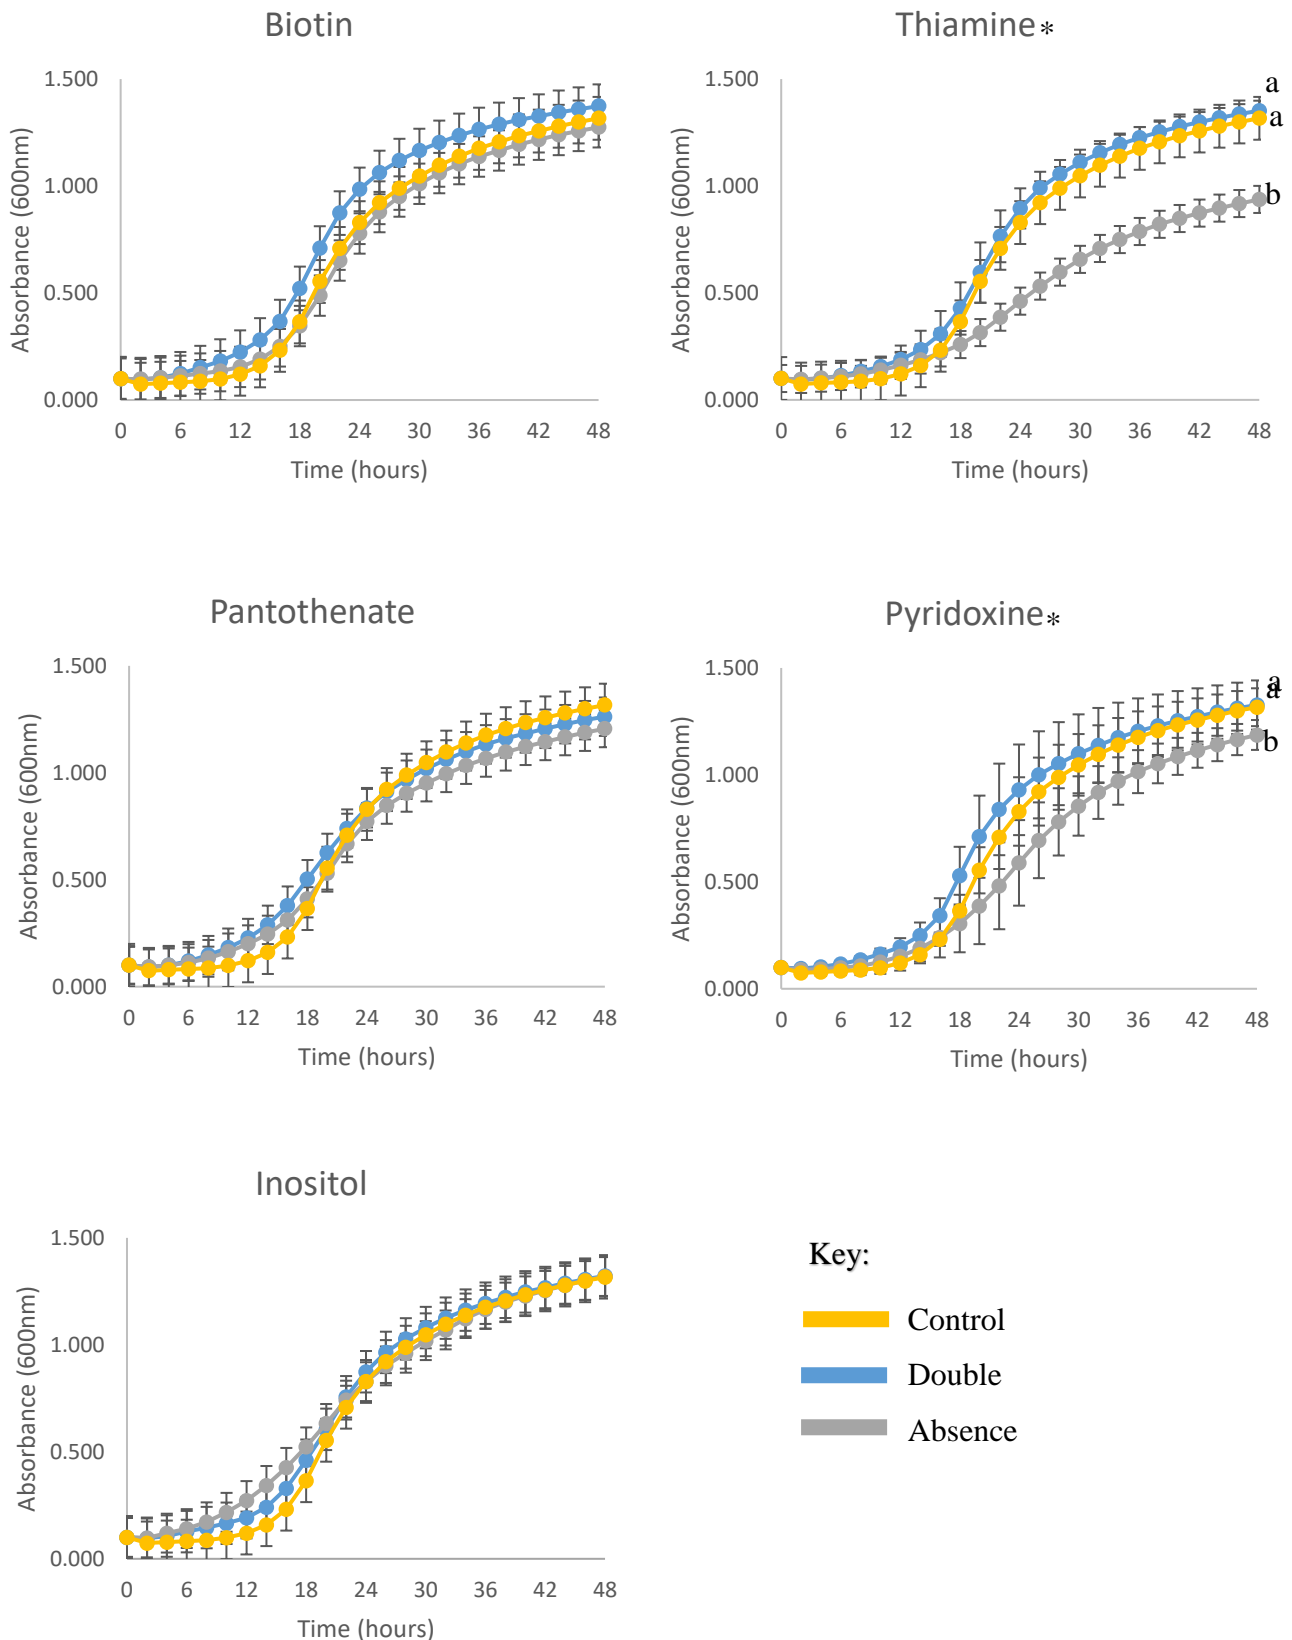 Biotin
1.500
1.000
0.500
0.000
Absorbance (600nm)
0 6 12 18 24 30 36 42 48
Time (hours)
Thiamine*
1.500
1.000
0.500
0.000
Absorbance (600nm)
a
a
b
0 6 12 18 24 30 36 42 48
Time (hours)
Pantothenate
1.500
1.000
0.500
0.000
Absorbance (600nm)
0 6 12 18 24 30 36 42 48
Time (hours)
Pyridoxine*
1.500
1.000
0.500
0.000
Absorbance (600nm)
a
a
b
0 6 12 18 24 30 36 42 48
Time (hours)
Inositol
1.500
1.000
0.500
0.000
Absorbance (600nm)
0 6 12 18 24 30 36 42 48
Time (hours)
Key:
Control
Double
Absence